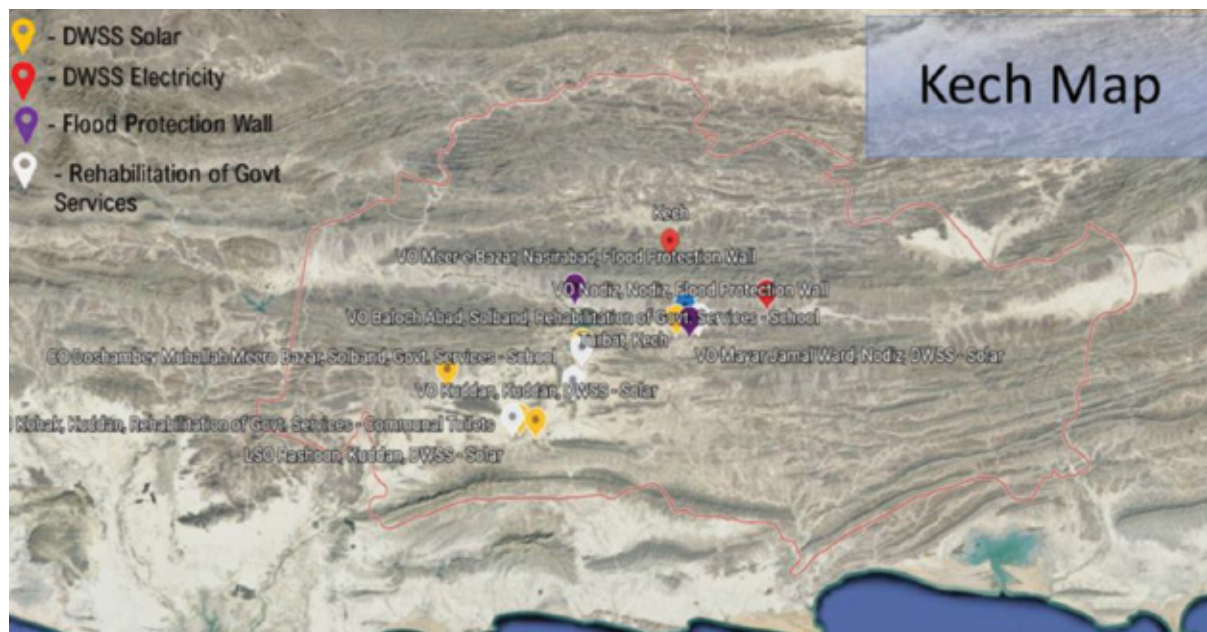 - DWSS Solar
- DWSS Electricity
- Flood Protection Wall
- Rehabilitation of Govt
Services
Kech Map
Kech
VO Meer-e-Bazar, Nasirabad, Flood Protection Wall
VO Nodiz, Nodiz, Flood Protection Wall
VO Baloch Abad, Solband, Rehabilitation of Govt. Services - School
Turbat, Kech
CO Doshambey Mohallah Meero Bazar, Solband, Govt. Services - School
VO Mayar Jamal Ward, Nodiz, DWSS - Solar
VO Kuddan, Kuddan, DWSS - Solar
Kohak, Kuddan, Rehabilitation of Govt. Services - Communal Toilets
LSO Rashoon, Kuddan, DWSS - Solar